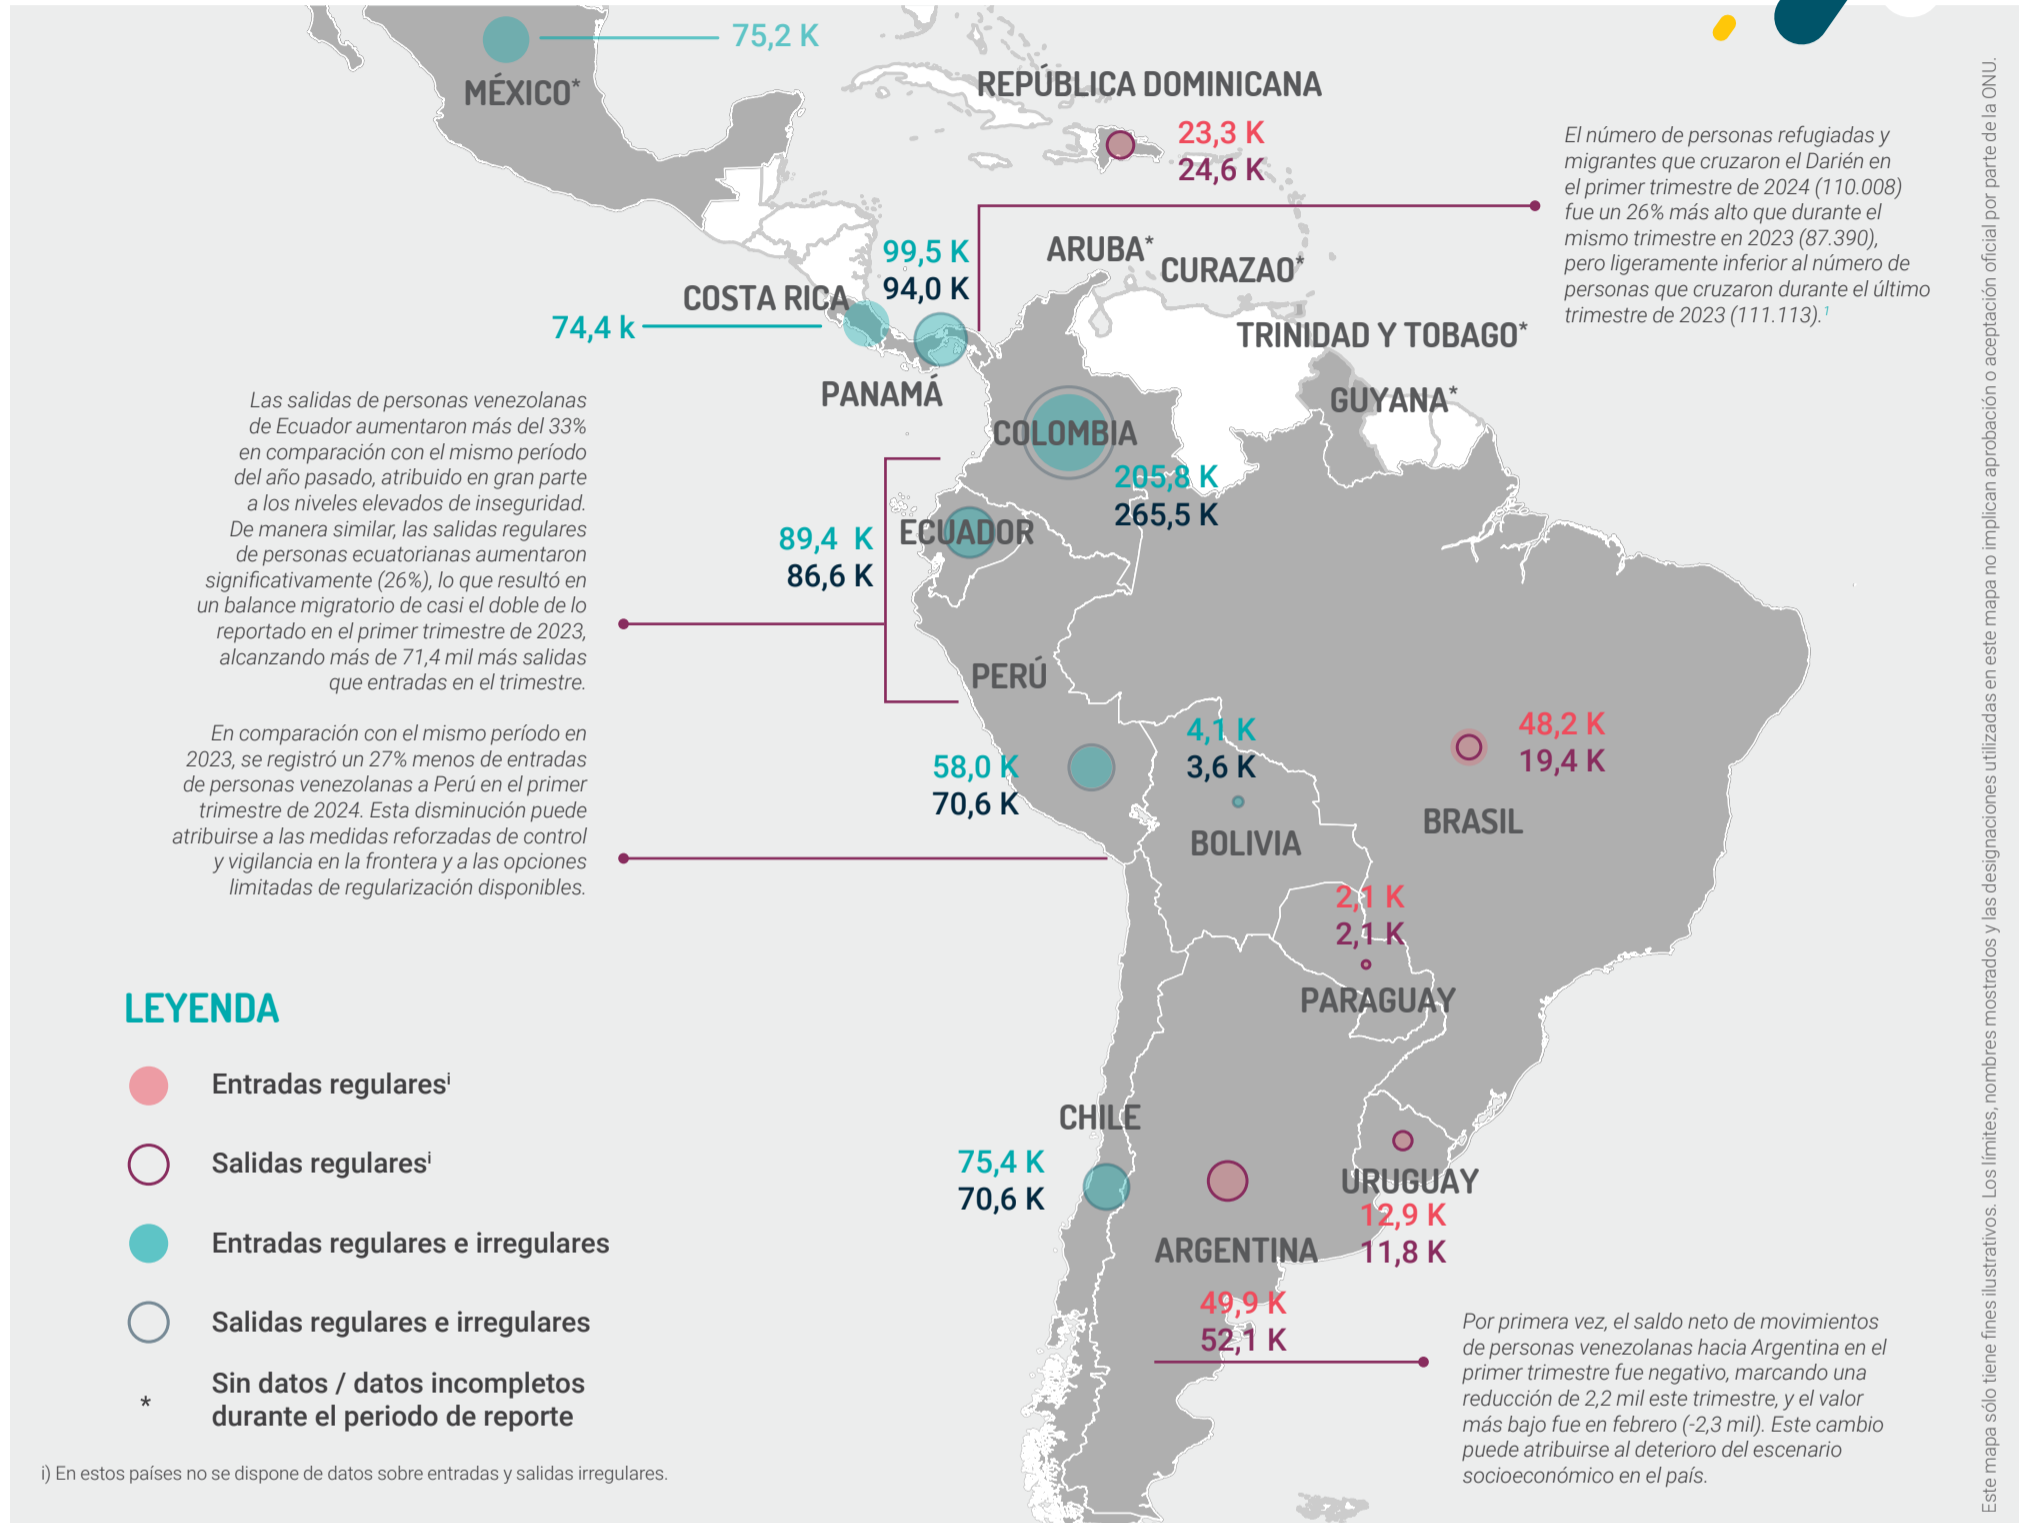 75,2 K
MÉXICO*
REPÚBLICA DOMINICANA
23,3 K
24,6 K
El número de personas refugiadas y
migrantes que cruzaron el Darién en
el primer trimestre de 2024 (110.008)
fue un 26% más alto que durante el
mismo trimestre en 2023 (87.390),
pero ligeramente inferior al número de
personas que cruzaron durante el último
trimestre de 2023 (111.113).¹
99,5 K
94,0 K
ARUBA*
CURAZAO*
COSTA RICA
74,4 k
TRINIDAD Y TOBAGO*
PANAMÁ
GUYANA*
COLOMBIA
205,8 K
265,5 K
Las salidas de personas venezolanas
de Ecuador aumentaron más del 33%
en comparación con el mismo período
del año pasado, atribuido en gran parte
a los niveles elevados de inseguridad.
De manera similar, las salidas regulares
de personas ecuatorianas aumentaron
significativamente (26%), lo que resultó en
un balance migratorio de casi el doble de lo
reportado en el primer trimestre de 2023,
alcanzando más de 71,4 mil más salidas
que entradas en el trimestre.
ECUADOR
89,4 K
86,6 K
PERÚ
En comparación con el mismo período en
2023, se registró un 27% menos de entradas
de personas venezolanas a Perú en el primer
trimestre de 2024. Esta disminución puede
atribuirse a las medidas reforzadas de control
y vigilancia en la frontera y a las opciones
limitadas de regularización disponibles.
58,0 K
70,6 K
4,1 K
3,6 K
BOLIVIA
48,2 K
19,4 K
BRASIL
2,1 K
2,1 K
PARAGUAY
LEYENDA
Entradas regularesⁱ
Salidas regularesⁱ
Entradas regulares e irregulares
Salidas regulares e irregulares
* Sin datos / datos incompletos
durante el periodo de reporte
i) En estos países no se dispone de datos sobre entradas y salidas irregulares.
CHILE
75,4 K
70,6 K
URUGUAY
12,9 K
11,8 K
ARGENTINA
49,9 K
52,1 K
Por primera vez, el saldo neto de movimientos
de personas venezolanas hacia Argentina en el
primer trimestre fue negativo, marcando una
reducción de 2,2 mil este trimestre, y el valor
más bajo fue en febrero (-2,3 mil). Este cambio
puede atribuirse al deterioro del escenario
socioeconómico en el país.
Este mapa sólo tiene fines ilustrativos. Los límites, nombres mostrados y las designaciones utilizadas en este mapa no implican aprobación o aceptación oficial por parte de la ONU.